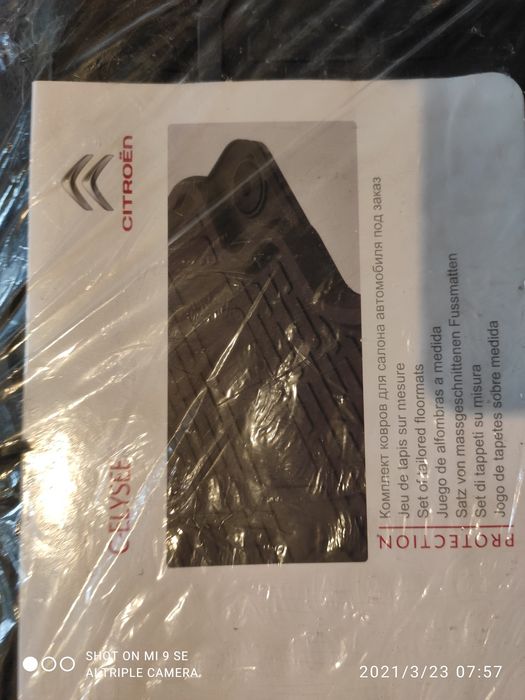 CITROËN
C-ELYSEE
Комплект ковров для салона автомобиля под заказ
Jeu de tapis sur mesure
Set of tailored floormats
Juego de alfombras a medida
Satz von massgeschnittenen Fussmatten
Set di tappeti su misura
Jogo de tapetes sobre medida
PROTECTION
SHOT ON MI 9 SE
AI TRIPLE CAMERA
2021/3/23 07:57